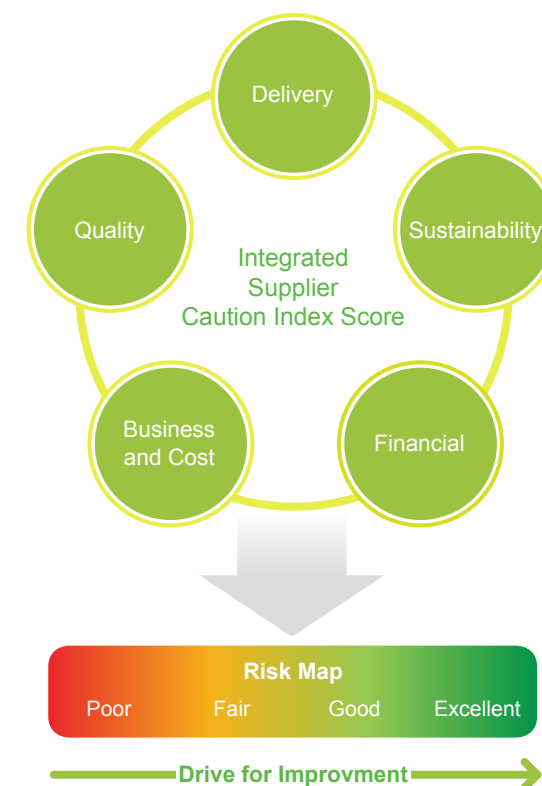 Delivery
Quality
Sustainability
Integrated
Supplier
Caution Index Score
Business
and Cost
Financial
Risk Map
Poor Fair Good Excellent
Drive for Improvment